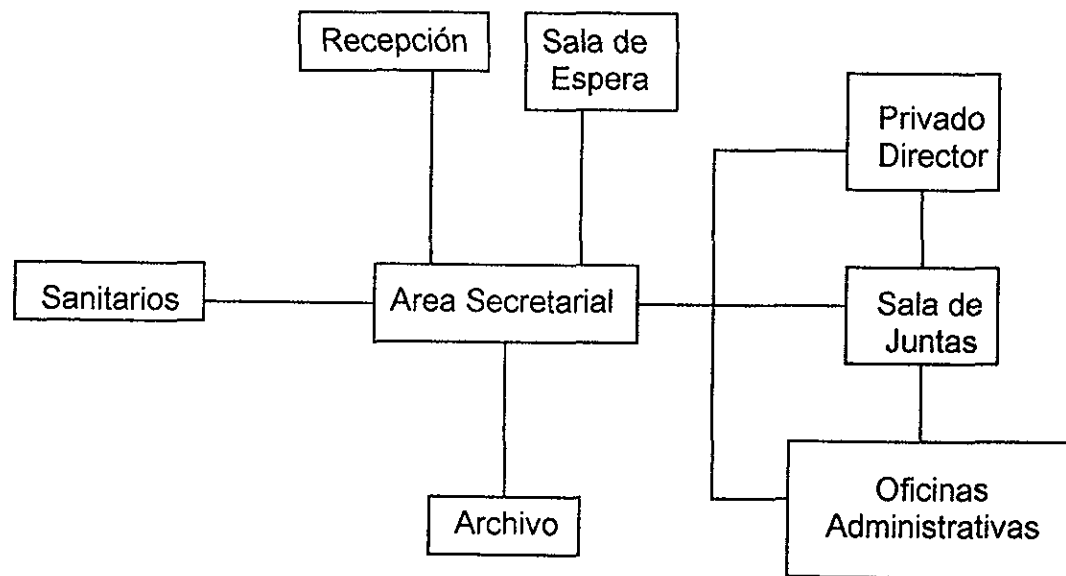 Recepción
Sala de
Espera
Privado
Director
Sanitarios
Area Secretarial
Sala de
Juntas
Archivo
Oficinas
Administrativas